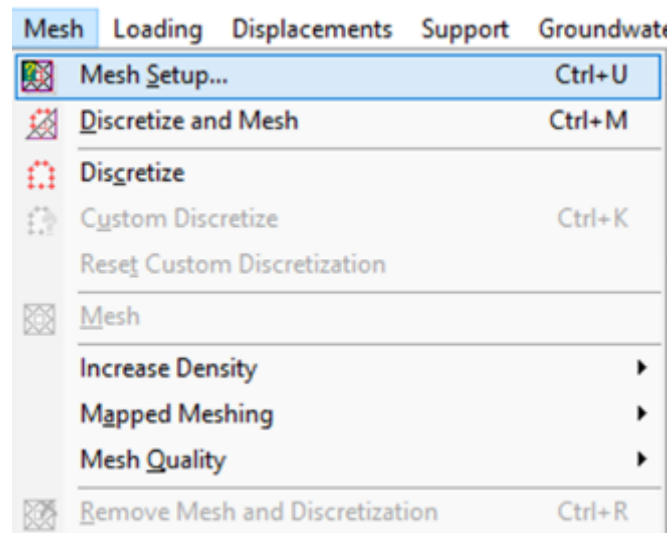 Mesh Loading Displacements Support Groundwate
Mesh Setup... Ctrl+U
Discretize and Mesh Ctrl+M
Discretize
Custom Discretize Ctrl+K
Reset Custom Discretization
Mesh
Increase Density
Mapped Meshing
Mesh Quality
Remove Mesh and Discretization Ctrl+R